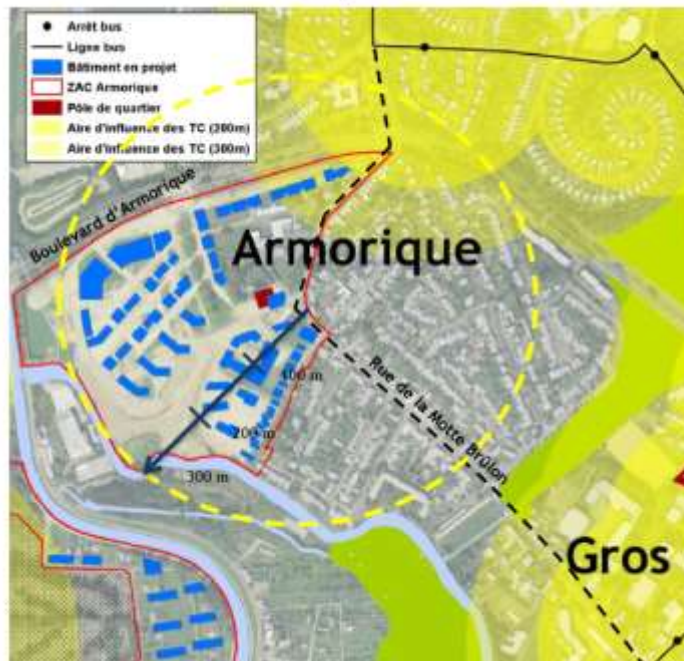 Arrêt bus
Ligne bus
Bâtiment en projet
ZAC Armorique
Pôle de quartier
Aire d'influence des TC (300m)
Aire d'influence des TC (300m)
Boulevard d'Armorique
Armorique
100 m
Rue de la Motte Brûlon
200 m
300 m
Gros